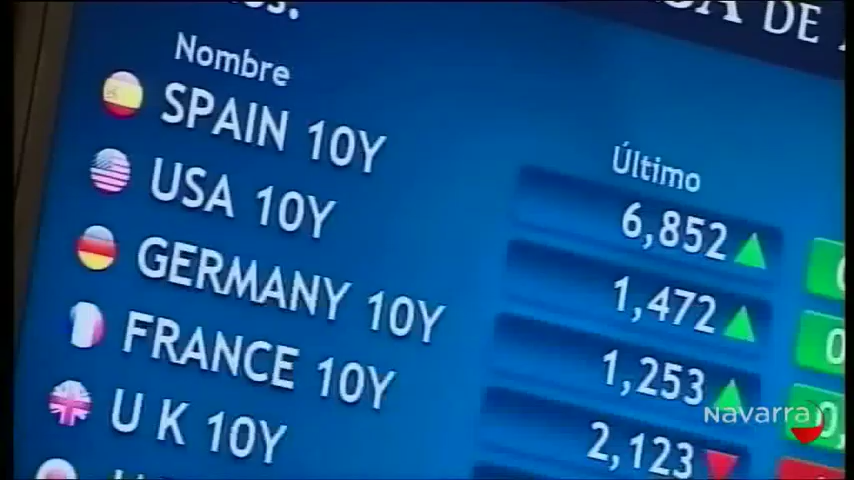 DE
Nombre
Último
SPAIN 10Y 6,852
USA 10Y 1,472
GERMANY 10Y 1,253
FRANCE 10Y 2,123
U K 10Y
Navarra